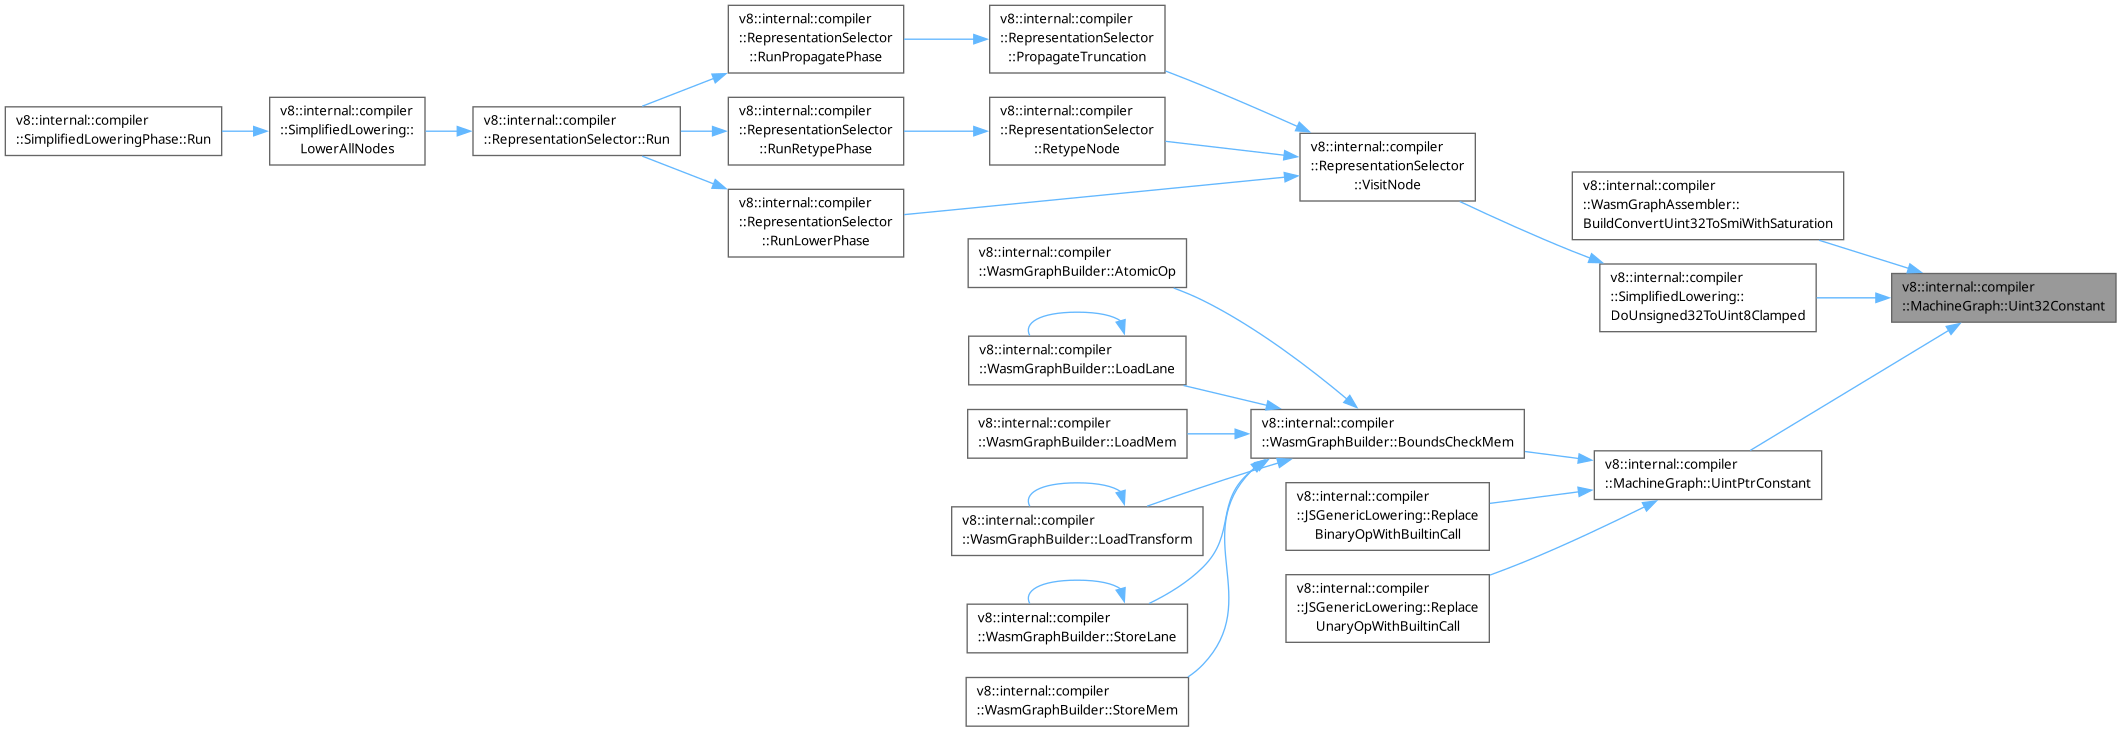 v8::internal::compiler
::RepresentationSelector
::RunPropagatePhase
v8::internal::compiler
::RepresentationSelector
::PropagateTruncation
v8::internal::compiler
::SimplifiedLoweringPhase::Run
v8::internal::compiler
::SimplifiedLowering::
LowerAllNodes
v8::internal::compiler
::RepresentationSelector::Run
v8::internal::compiler
::RepresentationSelector
::RunRetypePhase
v8::internal::compiler
::RepresentationSelector
::RetypeNode
v8::internal::compiler
::RepresentationSelector
::VisitNode
v8::internal::compiler
::RepresentationSelector
::RunLowerPhase
v8::internal::compiler
::WasmGraphAssembler::
BuildConvertUint32ToSmiWithSaturation
v8::internal::compiler
::WasmGraphBuilder::AtomicOp
v8::internal::compiler
::SimplifiedLowering::
DoUnsigned32ToUint8Clamped
v8::internal::compiler
::MachineGraph::Uint32Constant
v8::internal::compiler
::WasmGraphBuilder::LoadLane
v8::internal::compiler
::WasmGraphBuilder::LoadMem
v8::internal::compiler
::WasmGraphBuilder::BoundsCheckMem
v8::internal::compiler
::MachineGraph::UintPtrConstant
v8::internal::compiler
::WasmGraphBuilder::LoadTransform
v8::internal::compiler
::JSGenericLowering::Replace
BinaryOpWithBuiltinCall
v8::internal::compiler
::JSGenericLowering::Replace
UnaryOpWithBuiltinCall
v8::internal::compiler
::WasmGraphBuilder::StoreLane
v8::internal::compiler
::WasmGraphBuilder::StoreMem